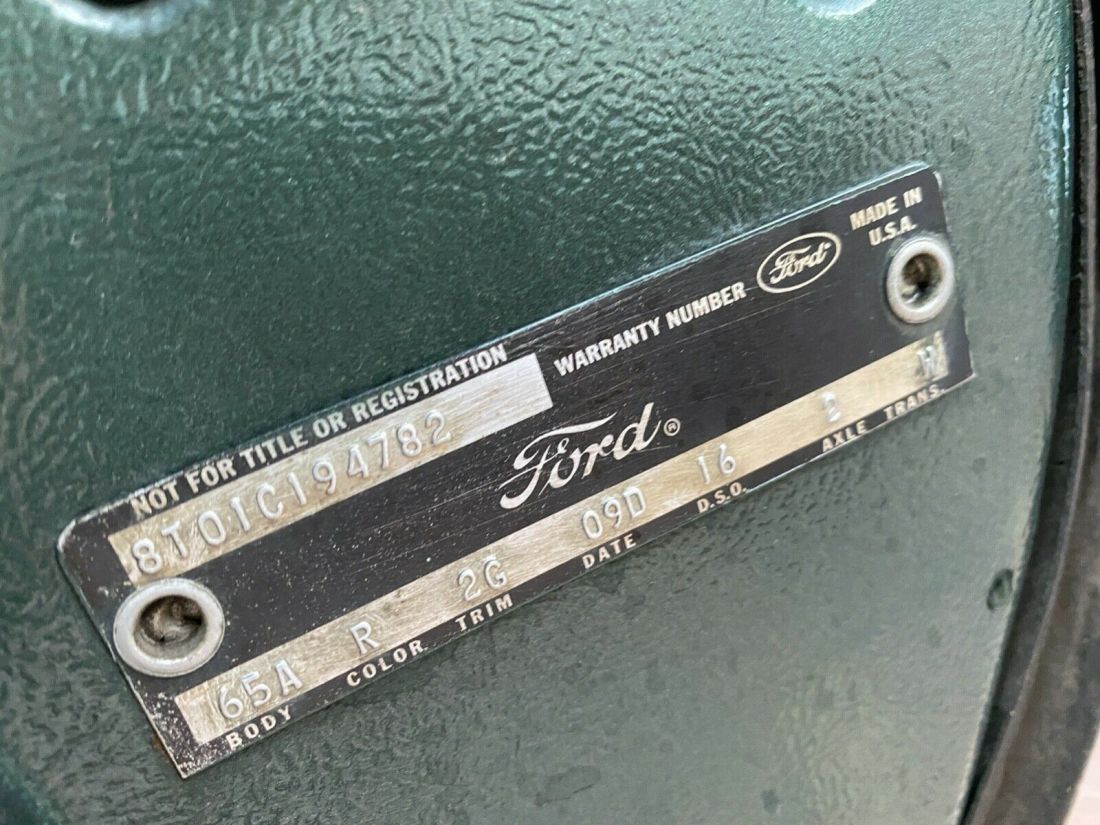 MADE IN
U.S.A.
Ford
NOT FOR TITLE OR REGISTRATION WARRANTY NUMBER
8T01C194782
Ford®
65A R 2G 09D 16 2 W
BODY COLOR TRIM DATE D.S.O. AXLE TRANS.